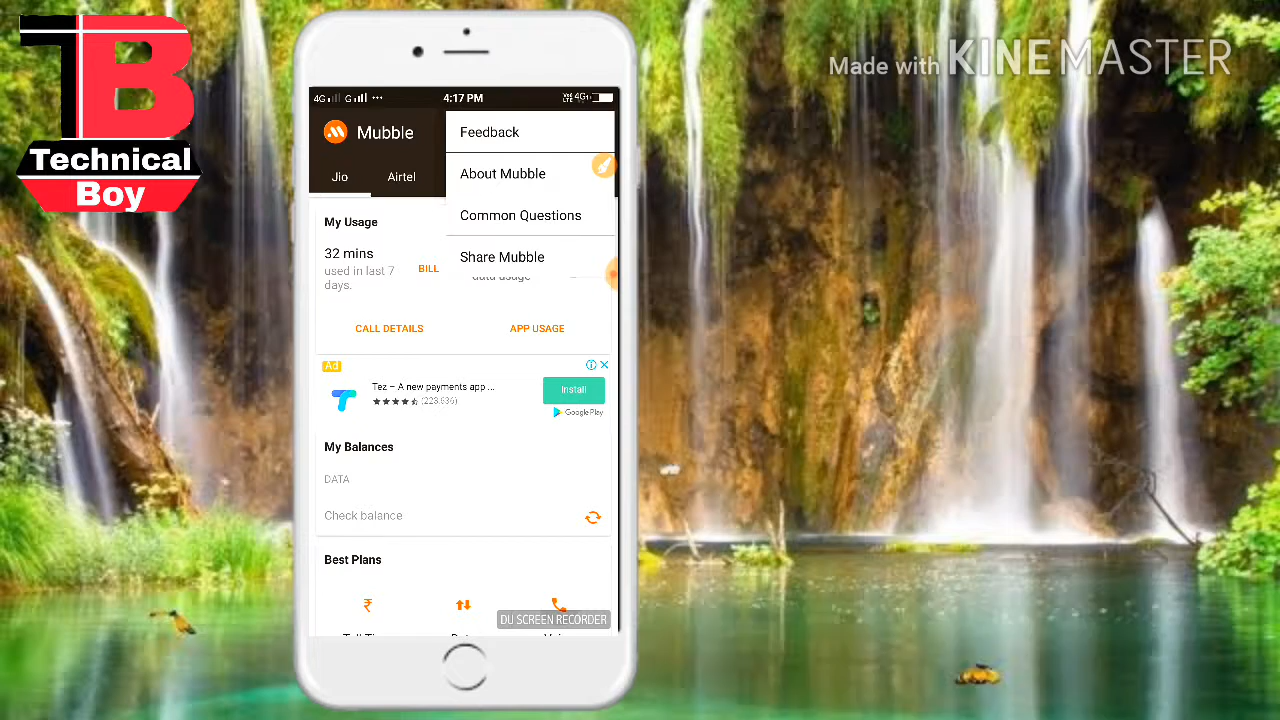 TB
Technical
Boy
Made with KINEMASTER
4G G 4:17 PM 4G+
Mubble
Jio Airtel
Feedback
About Mubble
Common Questions
Share Mubble
My Usage
32 mins
used in last 7
days.
BILL
data usage
CALL DETAILS APP USAGE
Ad
Tez – A new payments app ...
(223,636)
Install
Google Play
My Balances
DATA
Check balance
Best Plans
DU SCREEN RECORDER